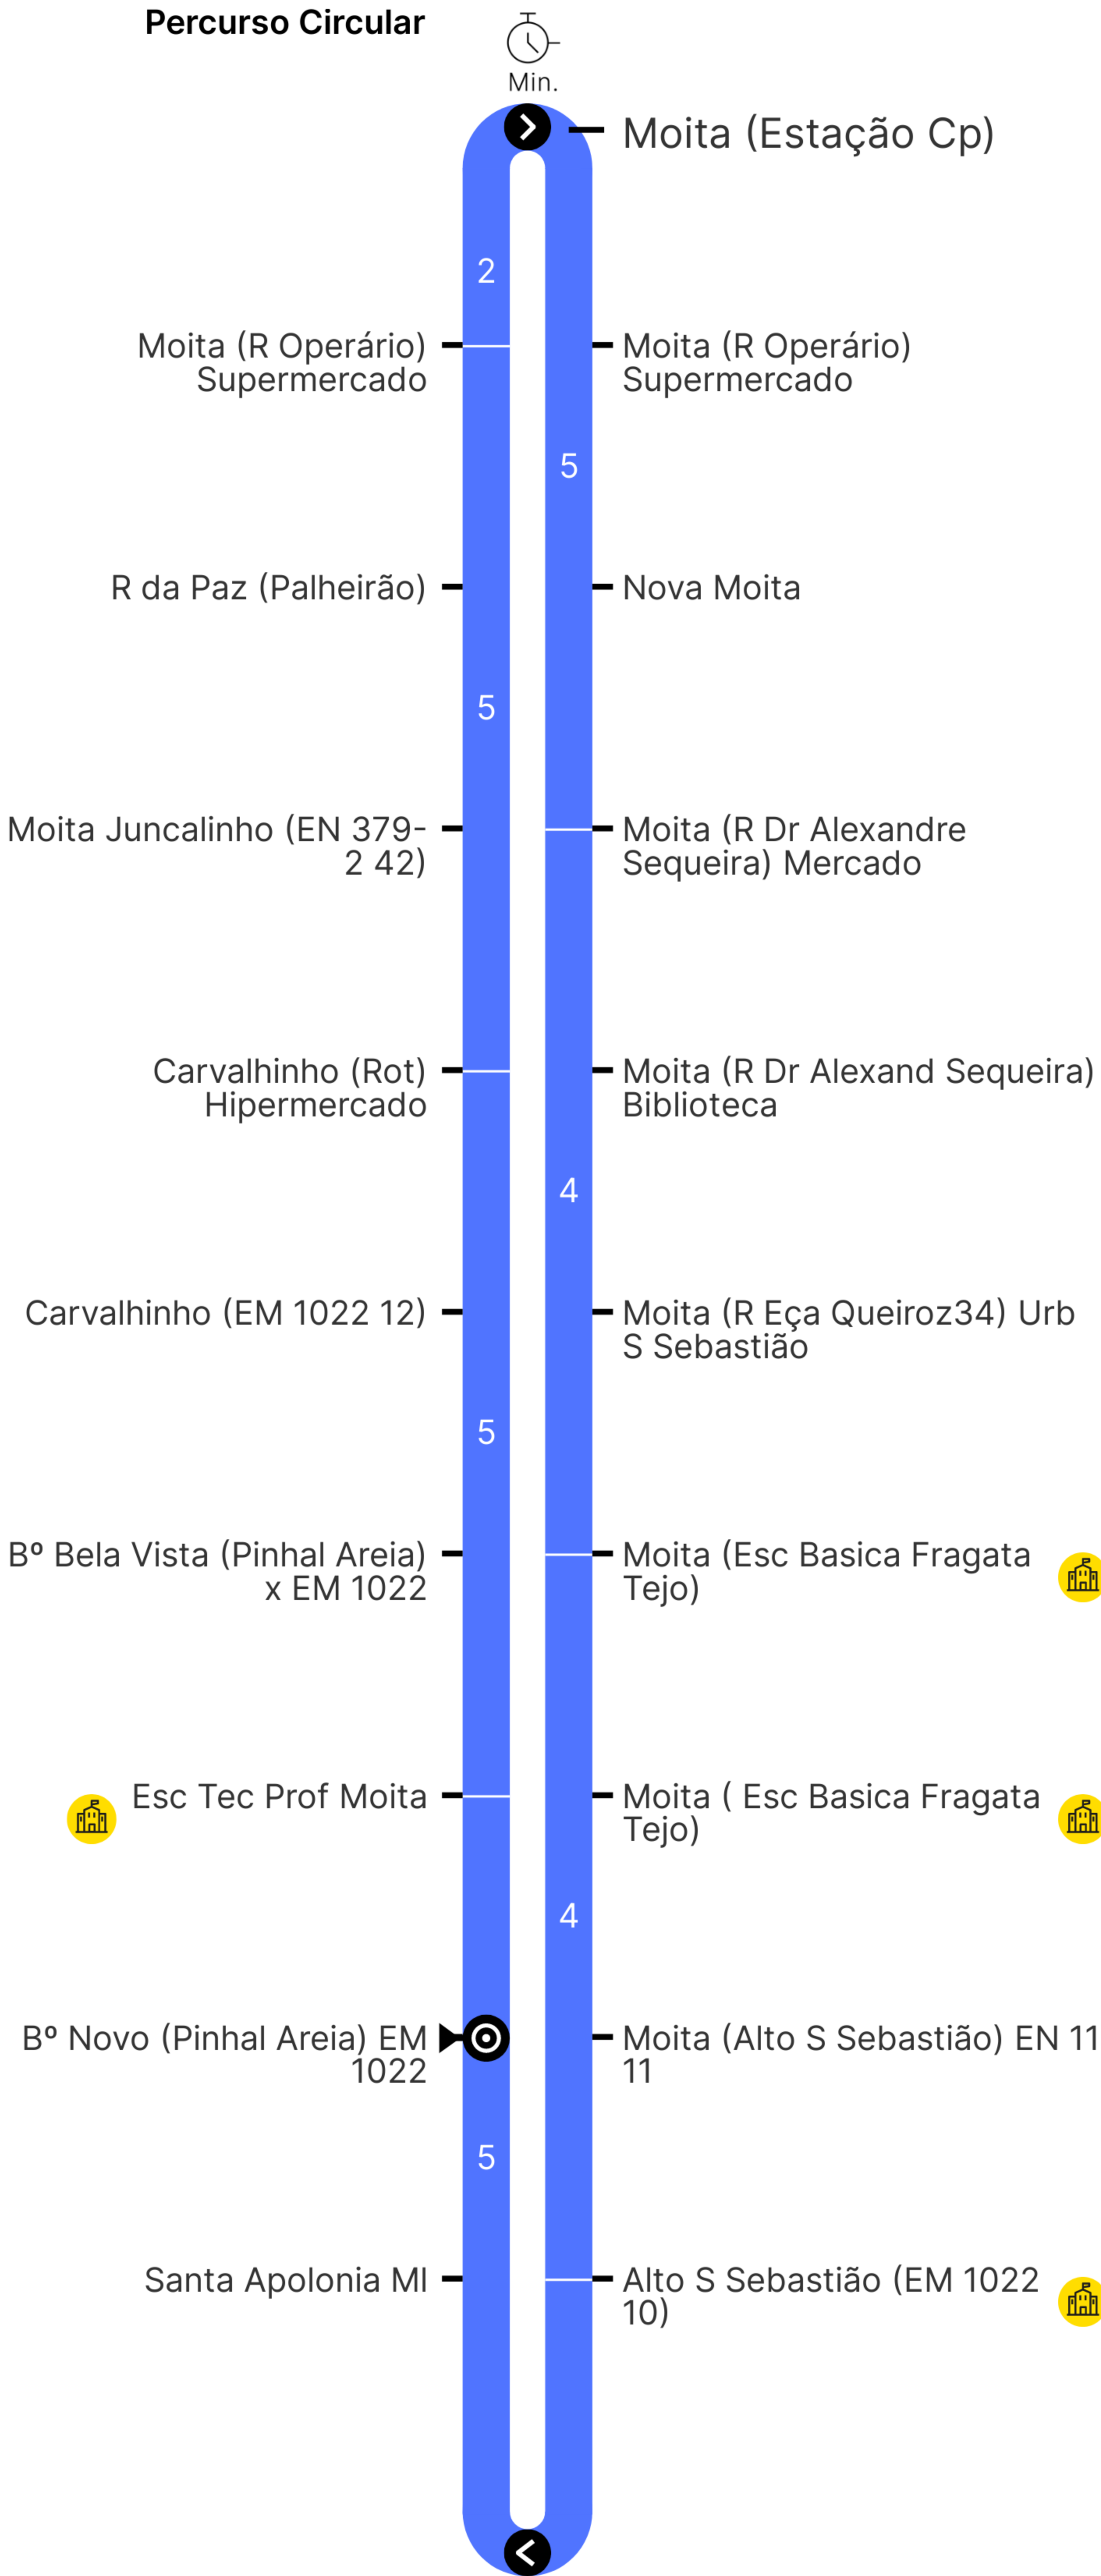 Percurso Circular
Min.
Moita (Estação Cp)
2
Moita (R Operário)
Supermercado
Moita (R Operário)
Supermercado
5
R da Paz (Palheirão)
Nova Moita
5
Moita Juncalinho (EN 379-
2 42)
Moita (R Dr Alexandre
Sequeira) Mercado
Carvalhinho (Rot)
Hipermercado
Moita (R Dr Alexand Sequeira)
Biblioteca
4
Carvalhinho (EM 1022 12)
Moita (R Eça Queiroz34) Urb
S Sebastião
5
Bº Bela Vista (Pinhal Areia)
x EM 1022
Moita (Esc Basica Fragata
Tejo)
Esc Tec Prof Moita
Moita ( Esc Basica Fragata
Tejo)
4
Bº Novo (Pinhal Areia) EM
1022
Moita (Alto S Sebastião) EN 11
11
5
Santa Apolonia MI
Alto S Sebastião (EM 1022
10)